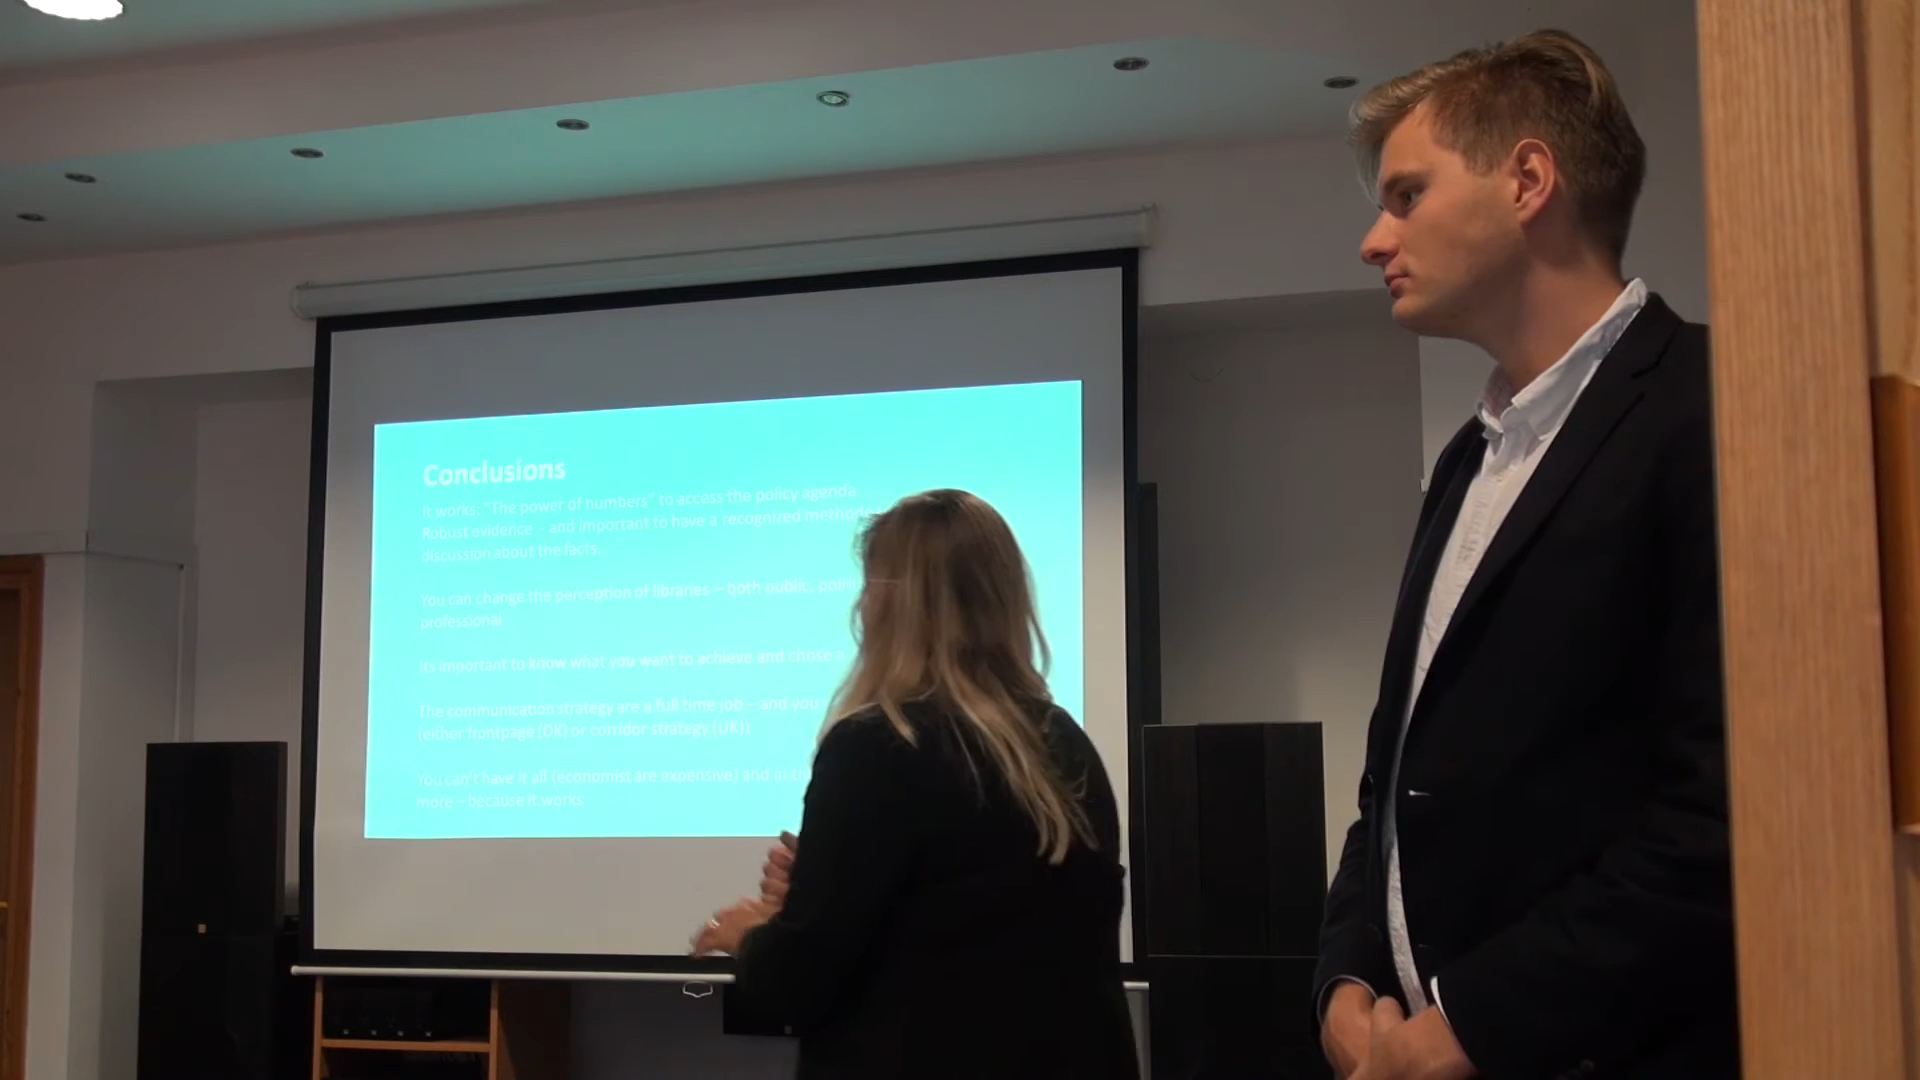 Conclusions
It works: "The power of numbers" to access the policy agenda
Robust evidence - and important to have a recognized
discussion about the facts.
You can change the perception of libraries – both public,
professional
Its important to know what you want to achieve and chose a
The communication strategy are a full time job – and you
(either frontpage (DK) or corridor strategy (UK))
You can't have it all (economist are expensive) and in
more – because it works